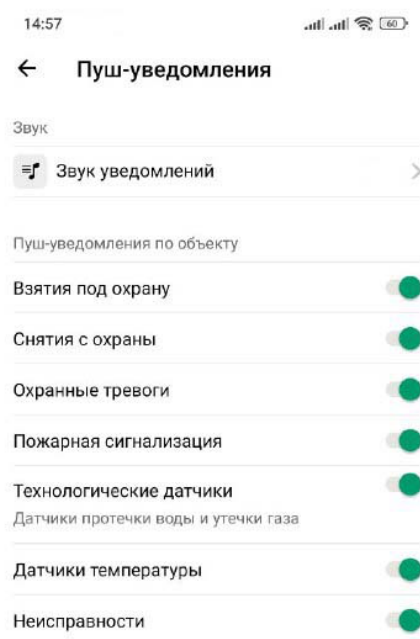 14:57
60
Пуш-уведомления
Звук
Звук уведомлений
Пуш-уведомления по объекту
Взятия под охрану
Снятия с охраны
Охранные тревоги
Пожарная сигнализация
Технологические датчики
Датчики протечки воды и утечки газа
Датчики температуры
Неисправности